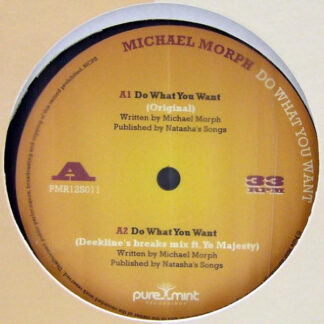 MICHAEL MORPH DO WHAT YOU WANT
A1 Do What You Want
(Original)
Written by Michael Morph
Published by Natasha's Songs
A
PMR12S011
33
RPM
A2 Do What You Want
(Deekline's breaks mix ft. Yo Majesty)
Written by Michael Morph
Published by Natasha's Songs
pure mint
RECORDINGS